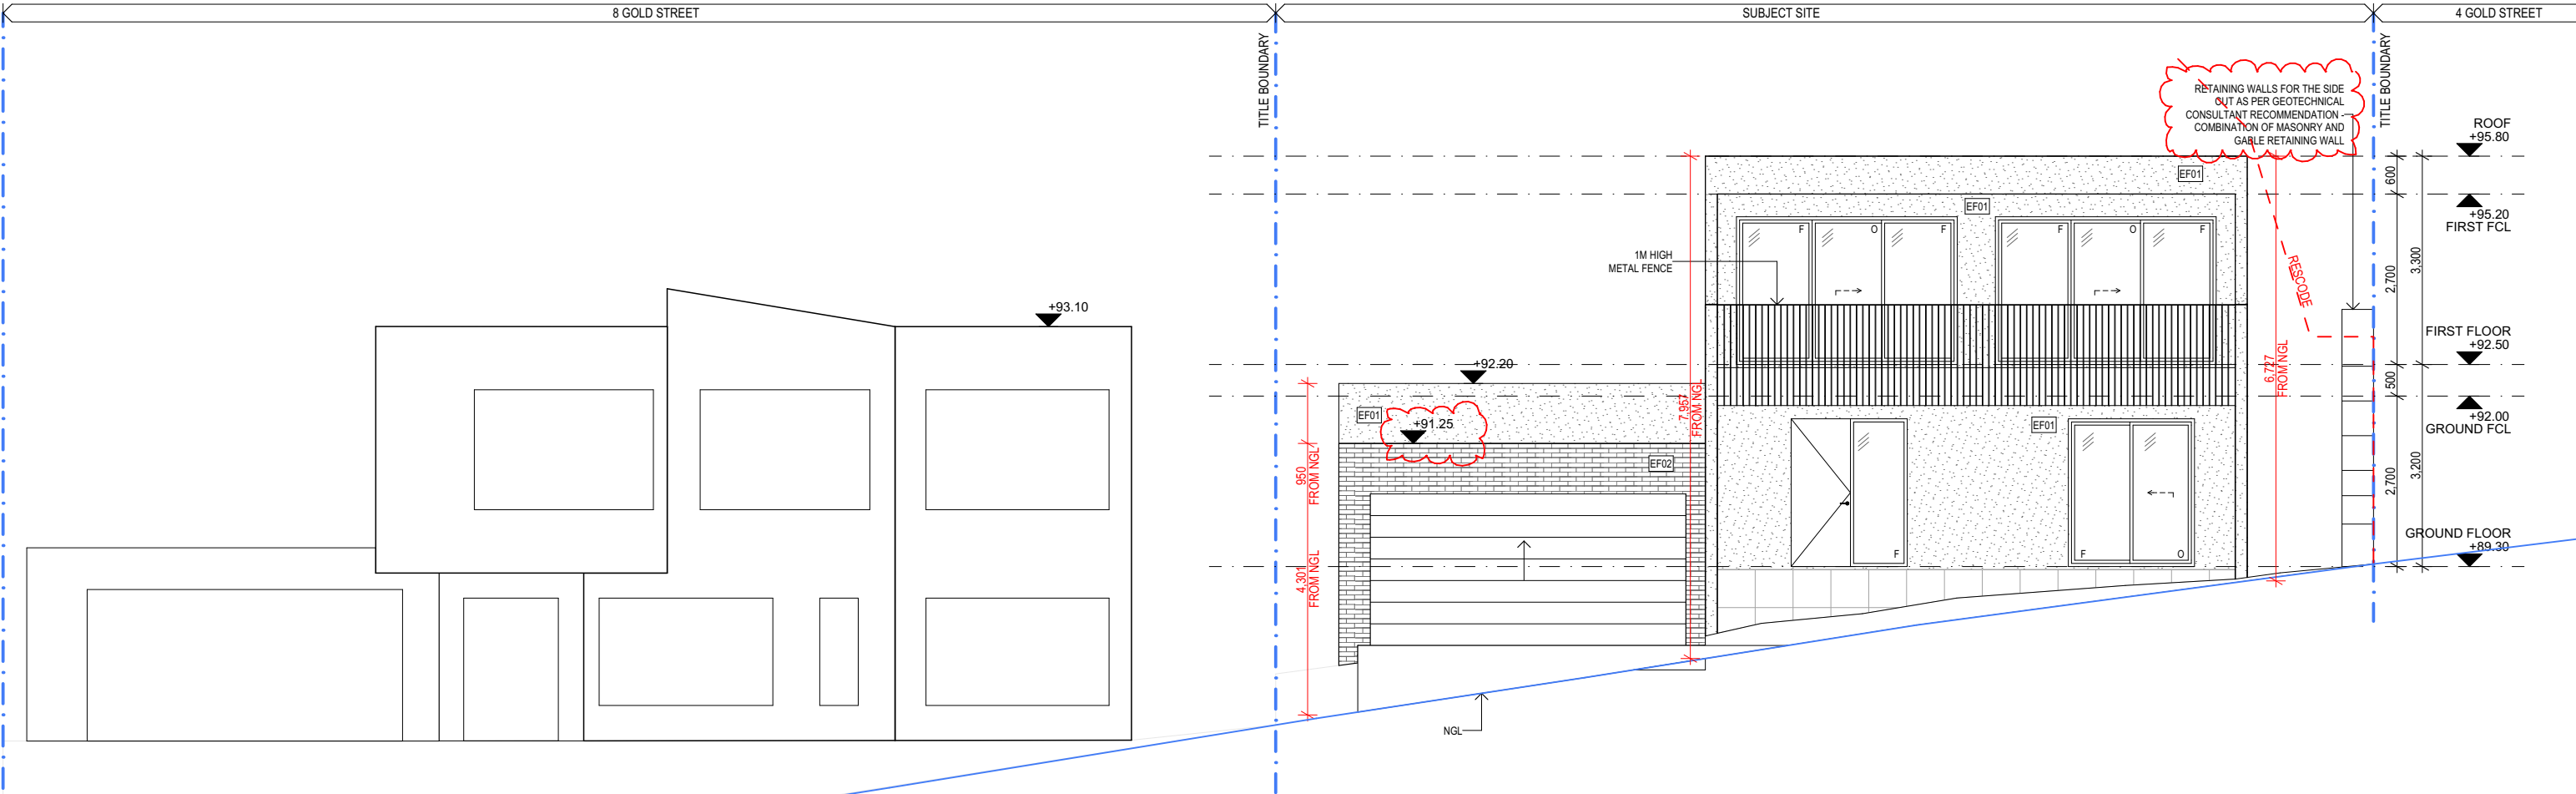 8 GOLD STREET
SUBJECT SITE
4 GOLD STREET
TITLE BOUNDARY
TITLE BOUNDARY
RETAINING WALLS FOR THE SIDE
CUT AS PER GEOTECHNICAL
CONSULTANT RECOMMENDATION -
COMBINATION OF MASONRY AND
GABLE RETAINING WALL
ROOF
+95.80
600
EF01
EF01
+95.20
FIRST FCL
F
O
F
F
O
F
1M HIGH
METAL FENCE
RESCODE
2,700
3,300
+93.10
FIRST FLOOR
+92.50
+92.20
6,727
FROM NGL
500
7,957
FROM NGL
EF01
+91.25
EF01
+92.00
GROUND FCL
EF02
950
FROM NGL
2,700
3,200
4,301
FROM NGL
F
F
O
GROUND FLOOR
+89.30
NGL